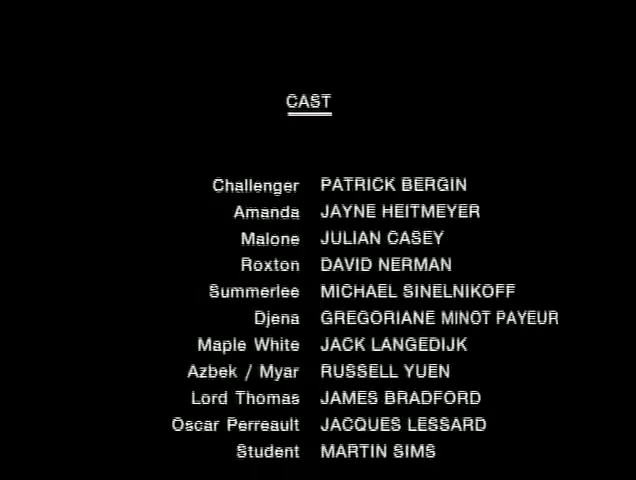 CAST
Challenger PATRICK BERGIN
Amanda JAYNE HEITMEYER
Malone JULIAN CASEY
Roxton DAVID NERMAN
Summerlee MICHAEL SINELNIKOFF
Djena GREGORIANE MINOT PAYEUR
Maple White JACK LANGEDIJK
Azbek / Myar RUSSELL YUEN
Lord Thomas JAMES BRADFORD
Oscar Perreault JACQUES LESSARD
Student MARTIN SIMS